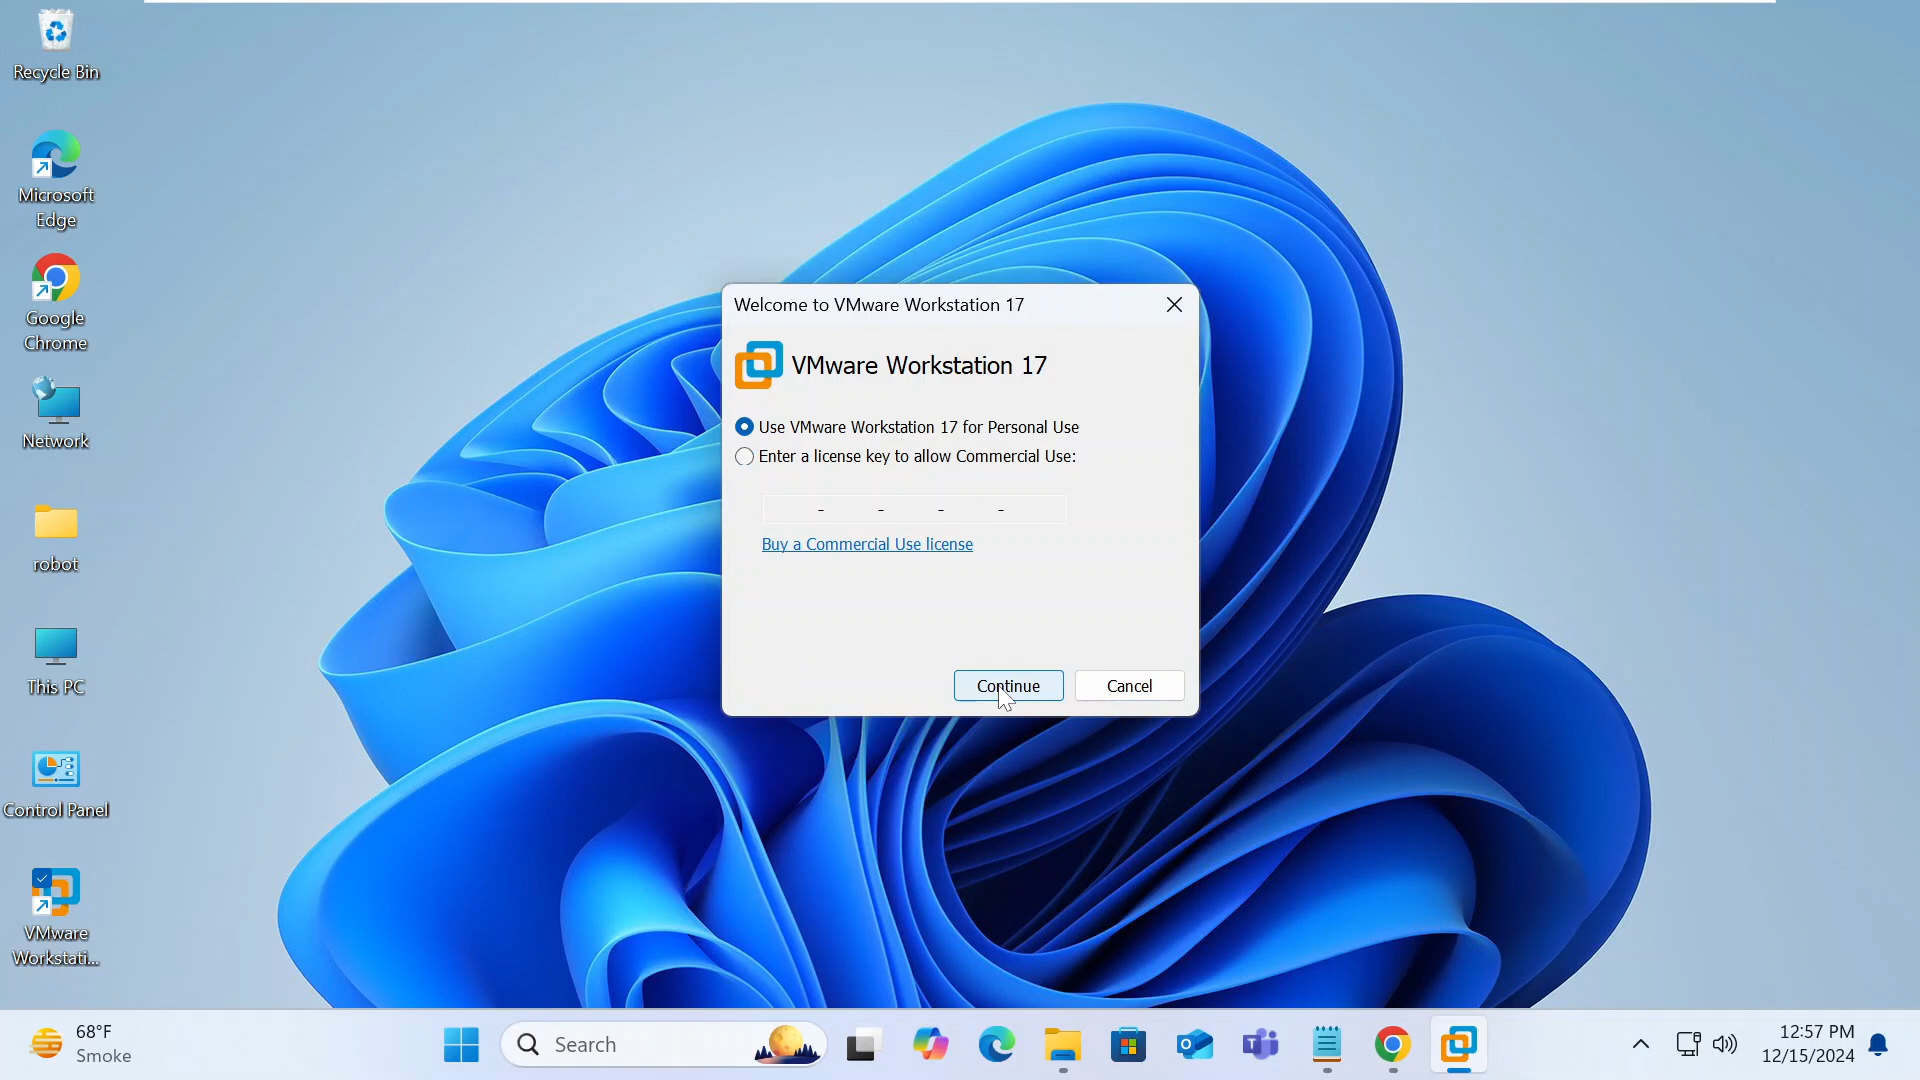 Recycle Bin
Microsoft
Edge
Google
Chrome
Network
robot
This PC
Control Panel
VMware
Workstati...
Welcome to VMware Workstation 17
VMware Workstation 17
Use VMware Workstation 17 for Personal Use
Enter a license key to allow Commercial Use:
- - - -
Buy a Commercial Use license
Continue
Cancel
68°F
Smoke
Search
12:57 PM
12/15/2024